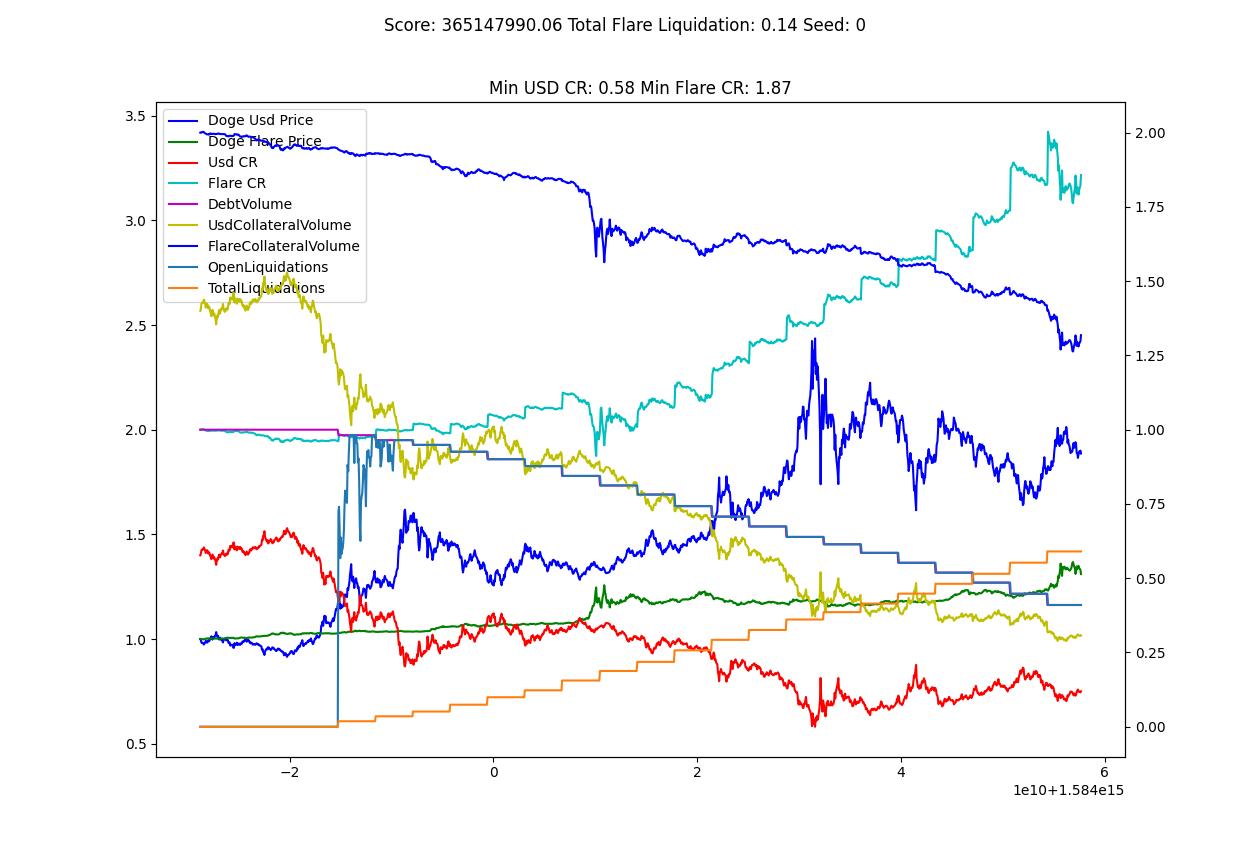 Score: 365147990.06 Total Flare Liquidation: 0.14 Seed: 0
Min USD CR: 0.58 Min Flare CR: 1.87
Doge Usd Price
Doge Flare Price
Usd CR
Flare CR
DebtVolume
UsdCollateralVolume
FlareCollateralVolume
OpenLiquidations
TotalLiquidations
3.5
3.0
2.5
2.0
1.5
1.0
0.5
2.00
1.75
1.50
1.25
1.00
0.75
0.50
0.25
0.00
−2 0 2 4 6
1e10+1.584e15